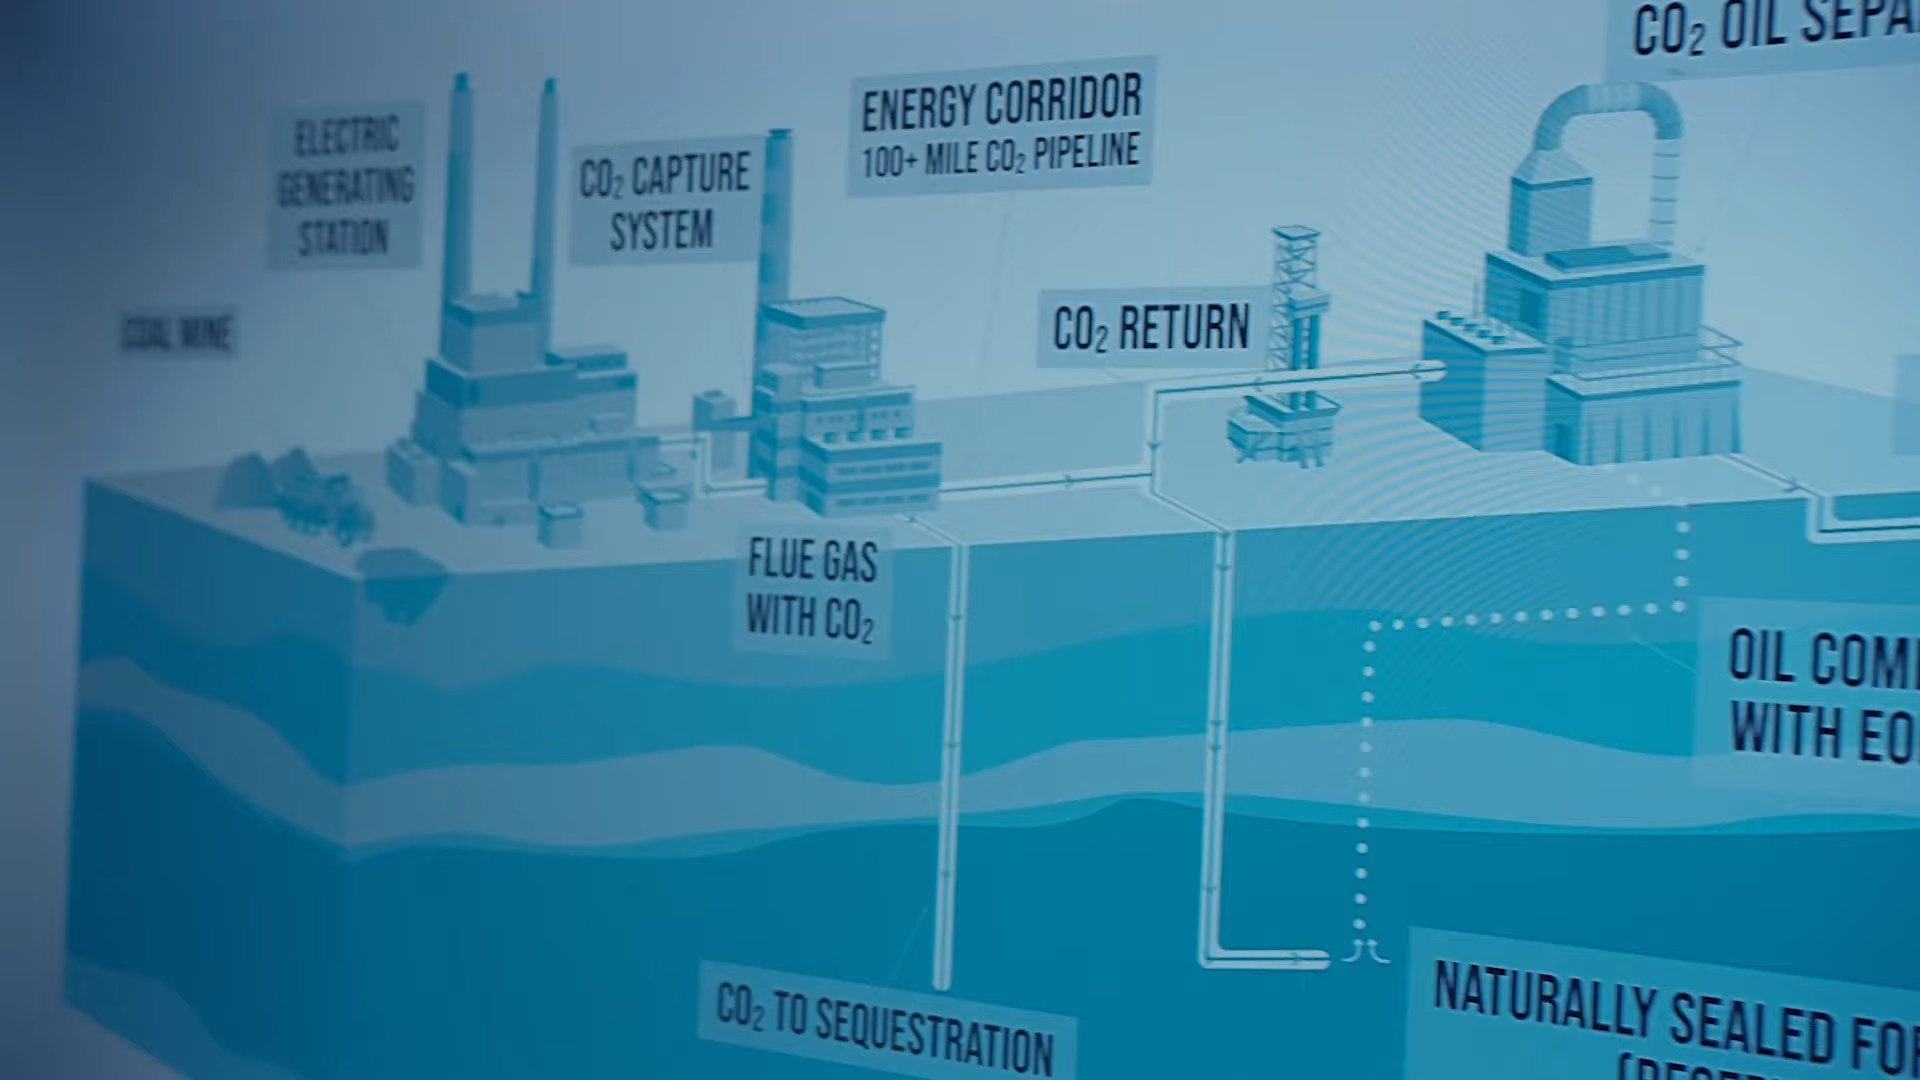 CO₂ OIL SEPA
ENERGY CORRIDOR
100+ MILE CO₂ PIPELINE
ELECTRIC
GENERATING
STATION
CO₂ CAPTURE
SYSTEM
COAL MINE
CO₂ RETURN
FLUE GAS
WITH CO₂
OIL COM
WITH EO
CO₂ TO SEQUESTRATION
NATURALLY SEALED FO